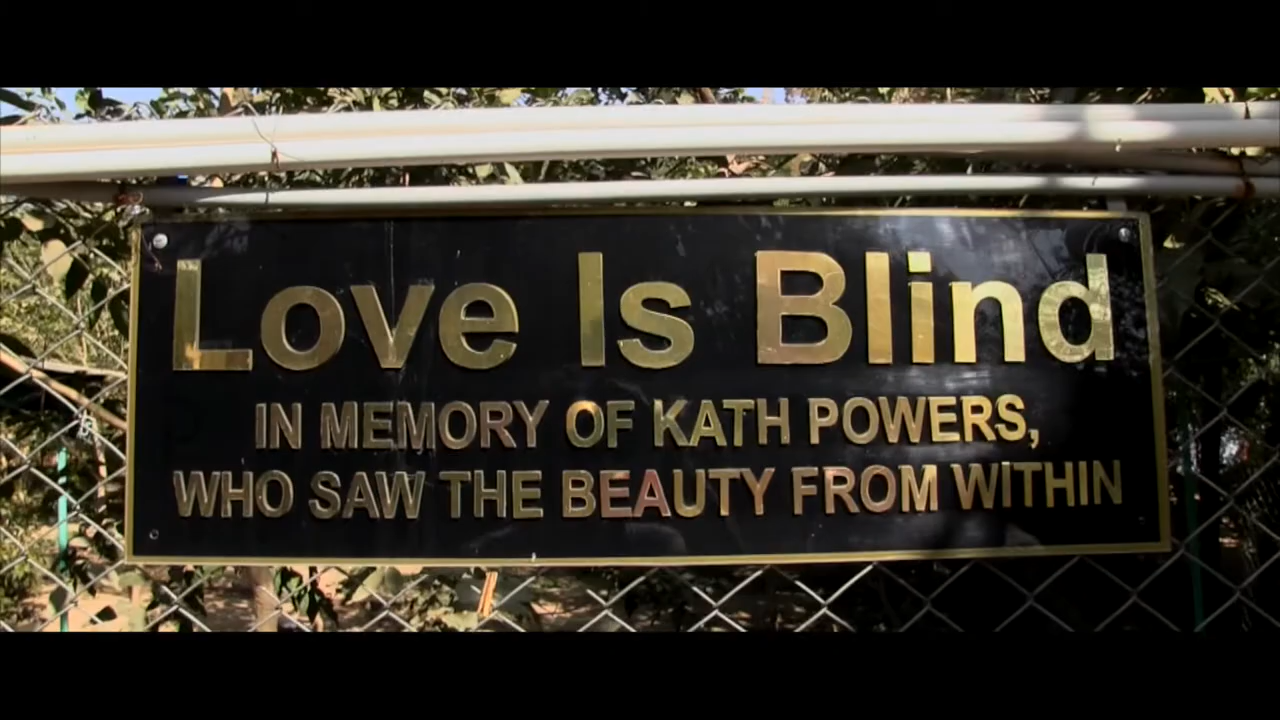 Love Is Blind
IN MEMORY OF KATH POWERS,
WHO SAW THE BEAUTY FROM WITHIN